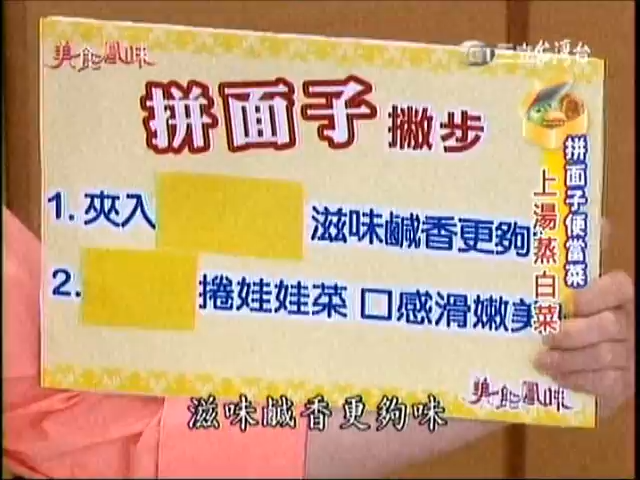 美食鳳味
三立台灣台
拼面子撇步
1. 夾入 滋味鹹香更夠
2. 捲娃娃菜 口感滑嫩美
拼面子便當菜
上湯蒸白菜
美食鳳味
滋味鹹香更夠味